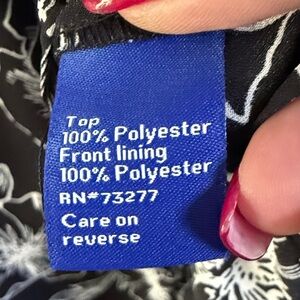 Top
100% Polyester
Front lining
100% Polyester
RN#73277
Care on
reverse